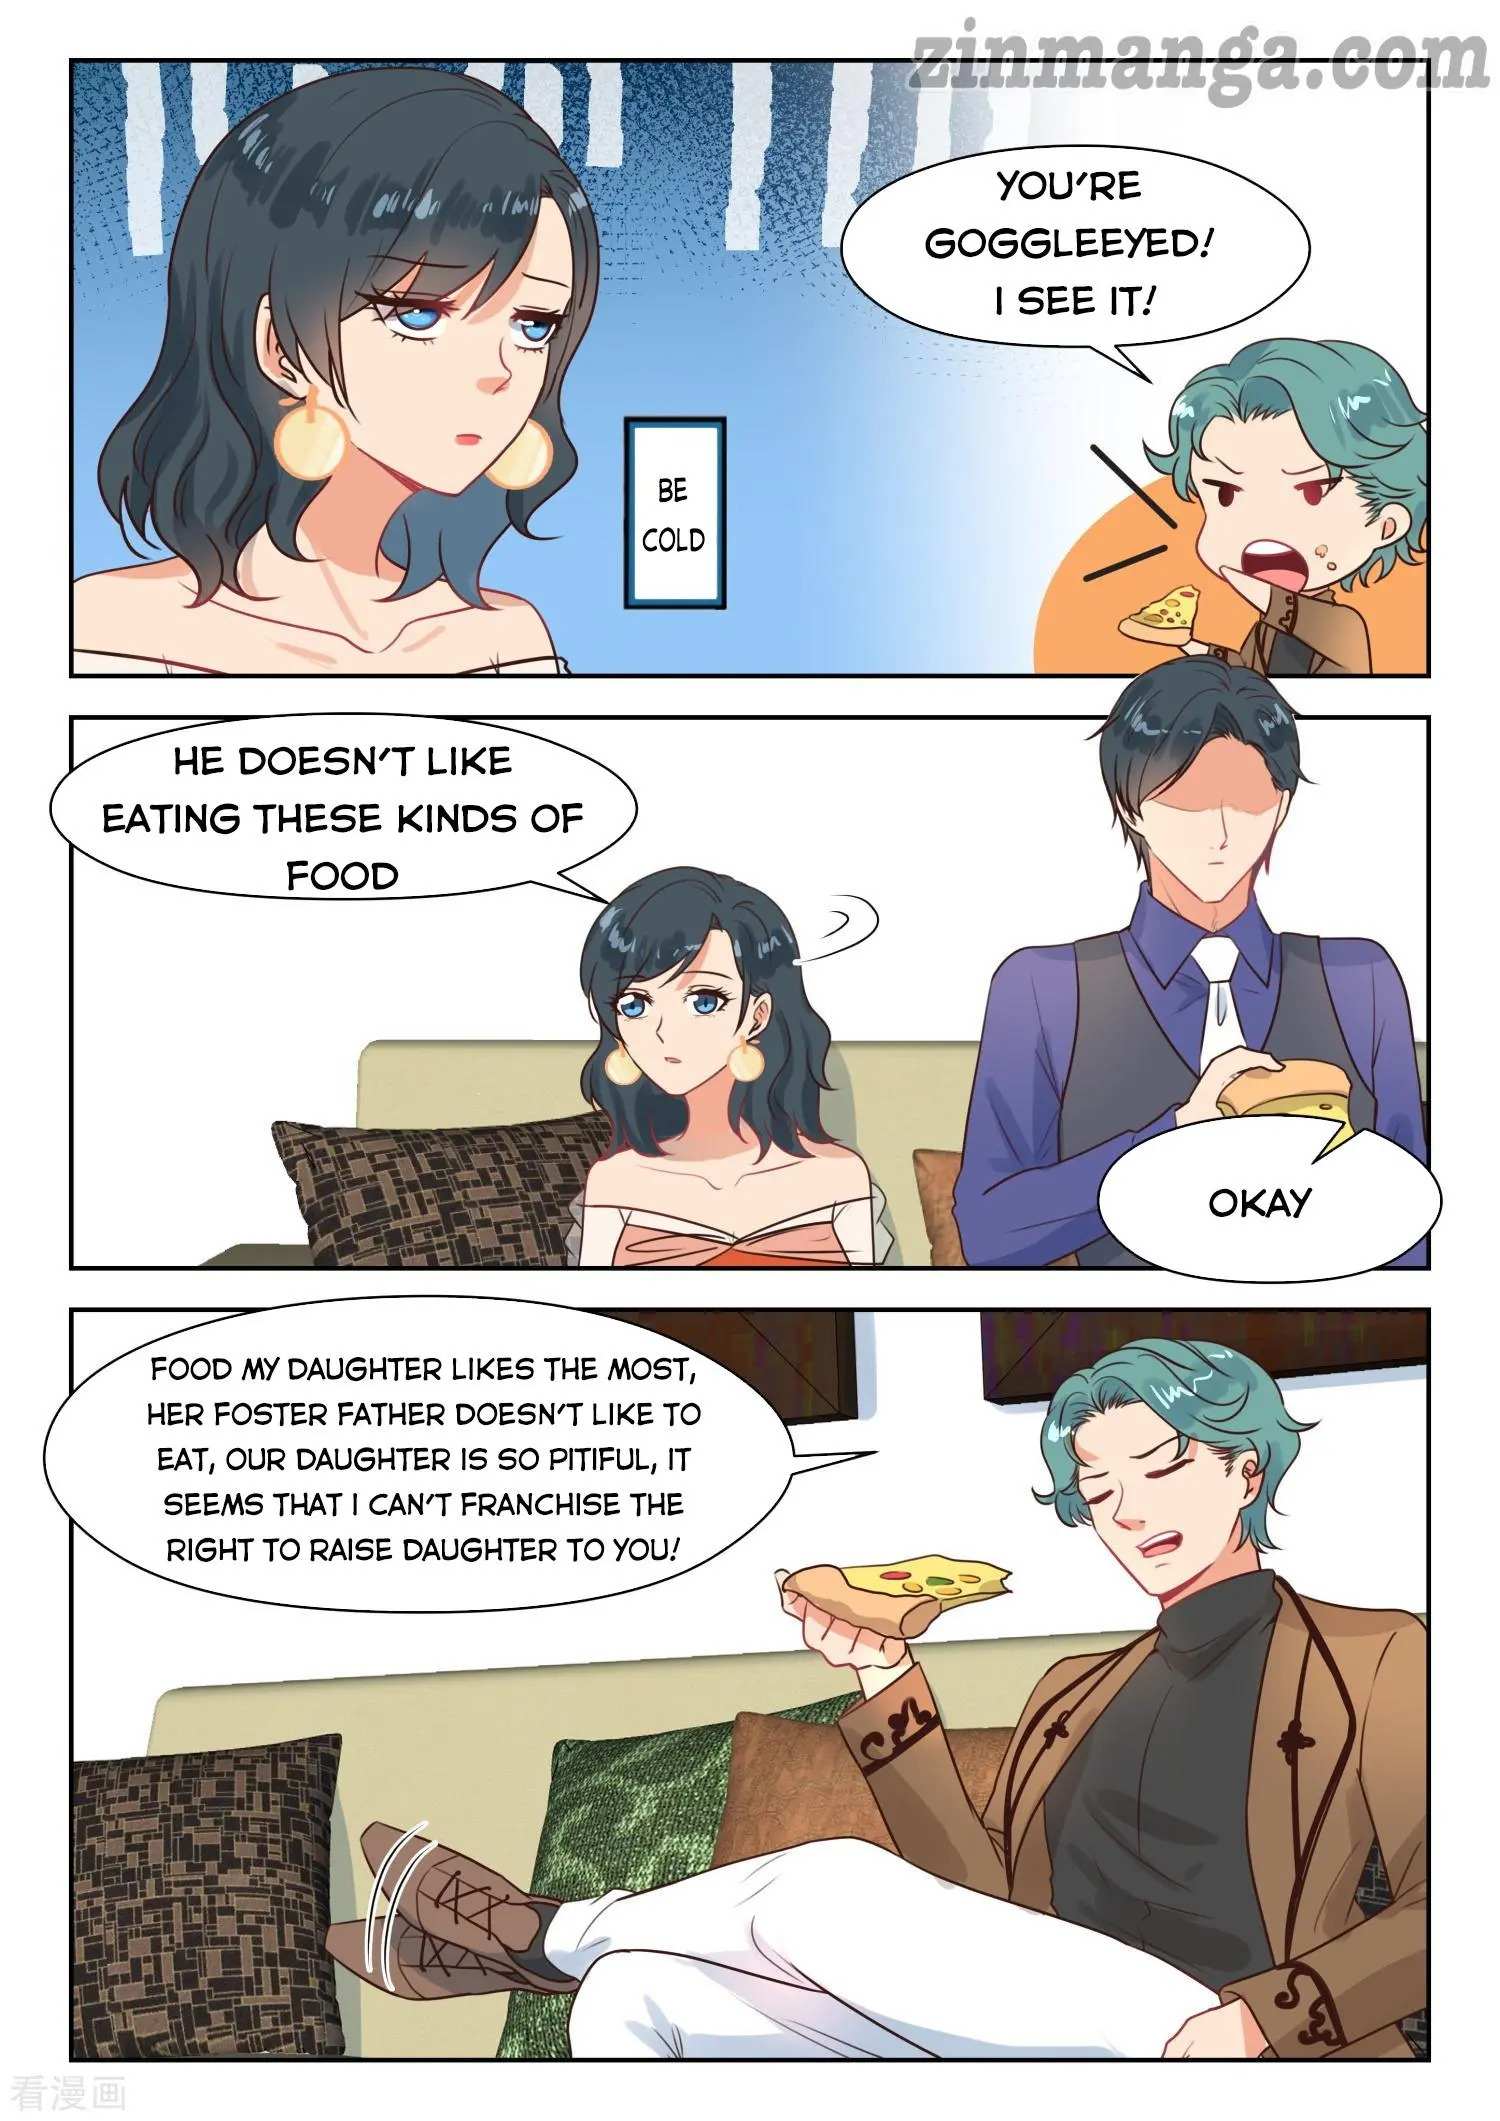 zinmanga.com
YOU'RE
GOGGLEEYED!
I SEE IT!
BE
COLD
HE DOESN'T LIKE
EATING THESE KINDS OF
FOOD
OKAY
FOOD MY DAUGHTER LIKES THE MOST,
HER FOSTER FATHER DOESN'T LIKE TO
EAT, OUR DAUGHTER IS SO PITIFUL, IT
SEEMS THAT I CAN'T FRANCHISE THE
RIGHT TO RAISE DAUGHTER TO YOU!
看漫画